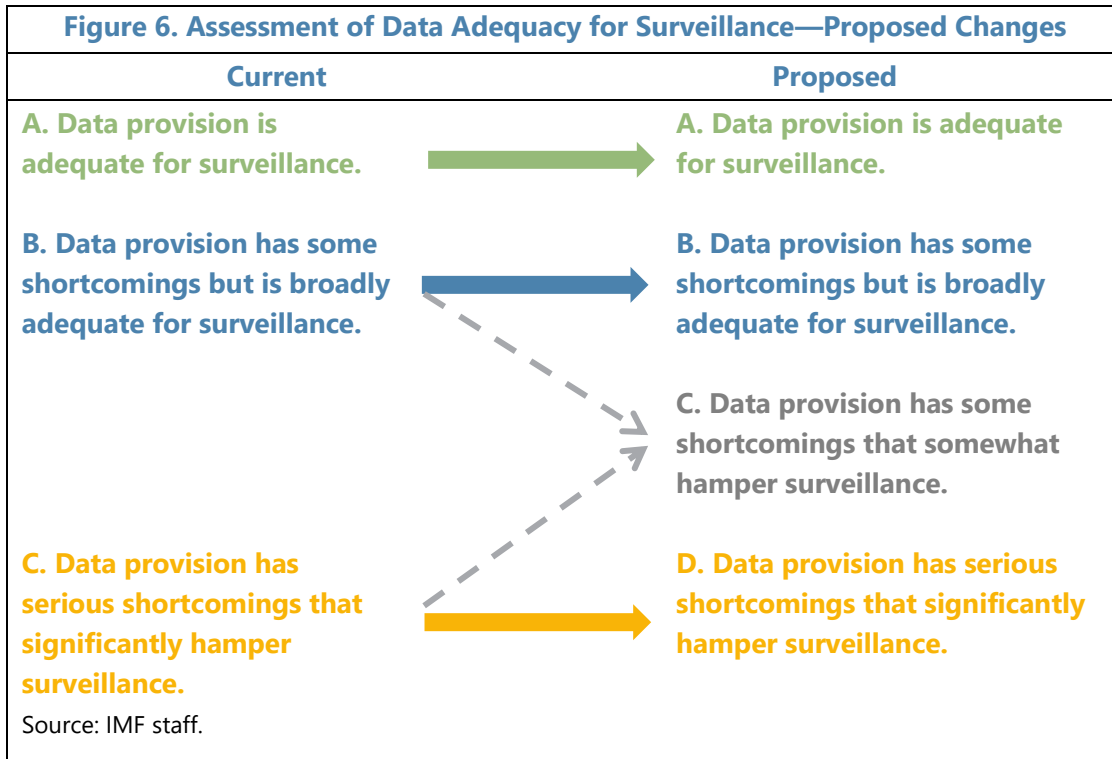 Figure 6. Assessment of Data Adequacy for Surveillance—Proposed Changes
Current
Proposed
A. Data provision is
adequate for surveillance.
A. Data provision is adequate
for surveillance.
B. Data provision has some
shortcomings but is broadly
adequate for surveillance.
B. Data provision has some
shortcomings but is broadly
adequate for surveillance.
C. Data provision has some
shortcomings that somewhat
hamper surveillance.
C. Data provision has
serious shortcomings that
significantly hamper
surveillance.
D. Data provision has serious
shortcomings that significantly
hamper surveillance.
Source: IMF staff.